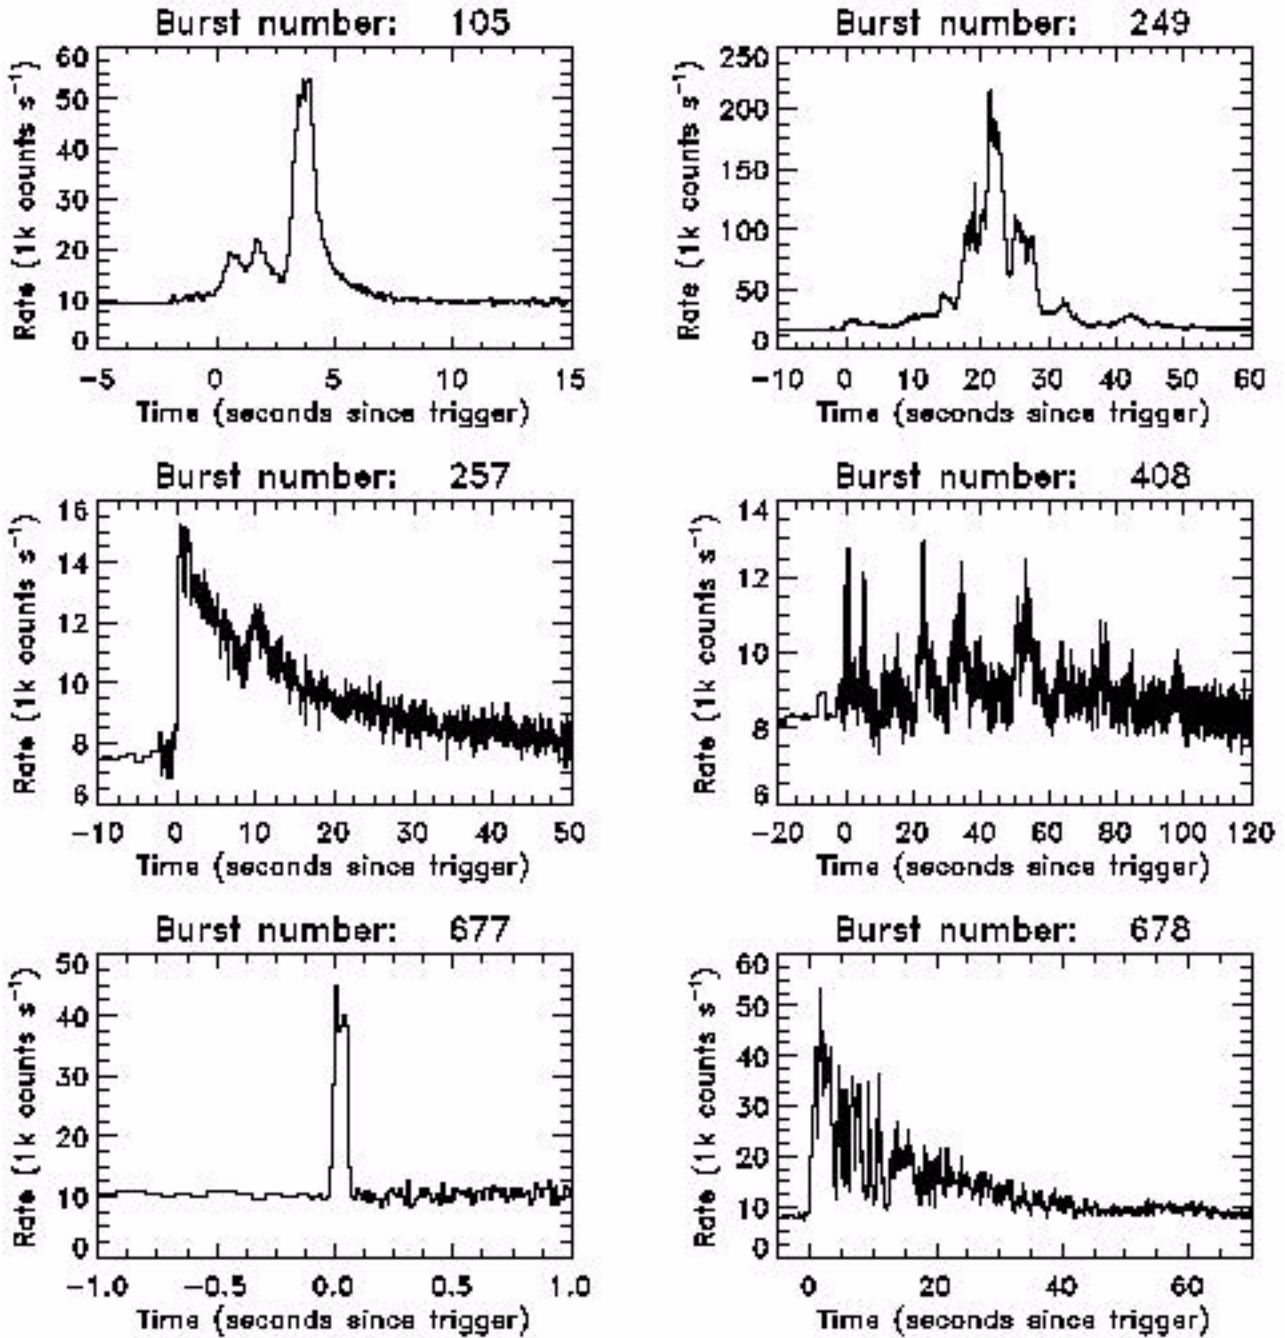 Burst number: 105
Rate (1k counts s⁻¹)
60
50
40
30
20
10
0
−5 0 5 10 15
Time (seconds since trigger)
Burst number: 249
Rate (1k counts s⁻¹)
250
200
150
100
50
0
−10 0 10 20 30 40 50 60
Time (seconds since trigger)
Burst number: 257
Rate (1k counts s⁻¹)
16
14
12
10
8
6
−10 0 10 20 30 40 50
Time (seconds since trigger)
Burst number: 408
Rate (1k counts s⁻¹)
14
12
10
8
6
−20 0 20 40 60 80 100 120
Time (seconds since trigger)
Burst number: 677
Rate (1k counts s⁻¹)
50
40
30
20
10
0
−1.0 −0.5 0.0 0.5 1.0
Time (seconds since trigger)
Burst number: 678
Rate (1k counts s⁻¹)
60
50
40
30
20
10
0
0 20 40 60
Time (seconds since trigger)